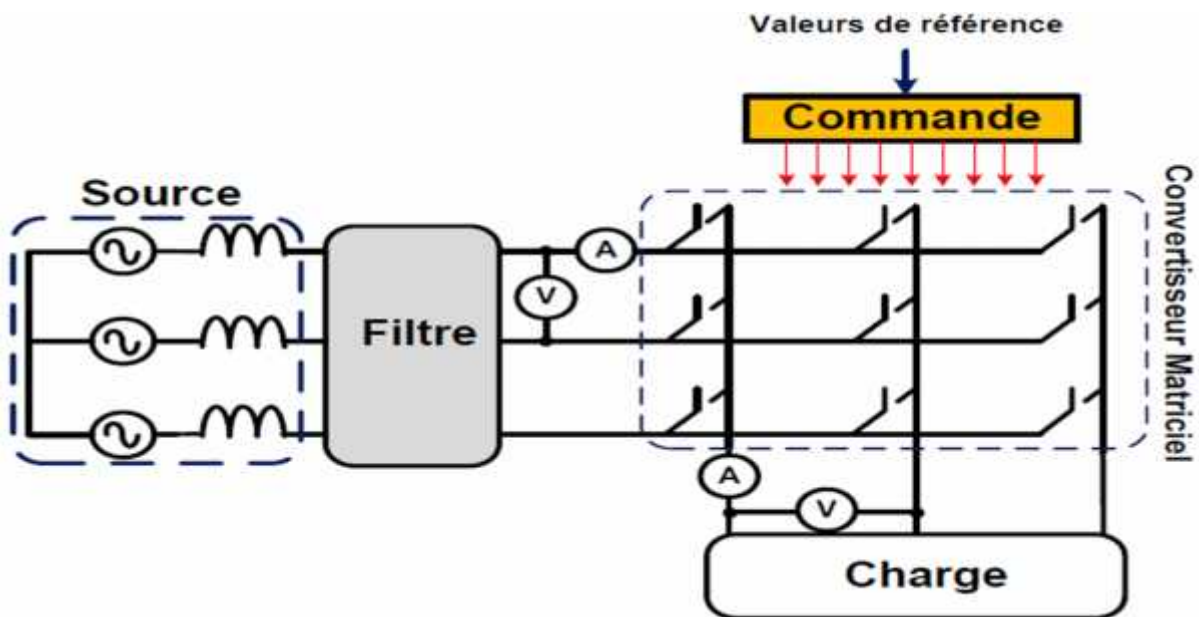 Valeurs de référence
Commande
Source
Filtre
A
V
Convertisseur Matriciel
A
V
Charge